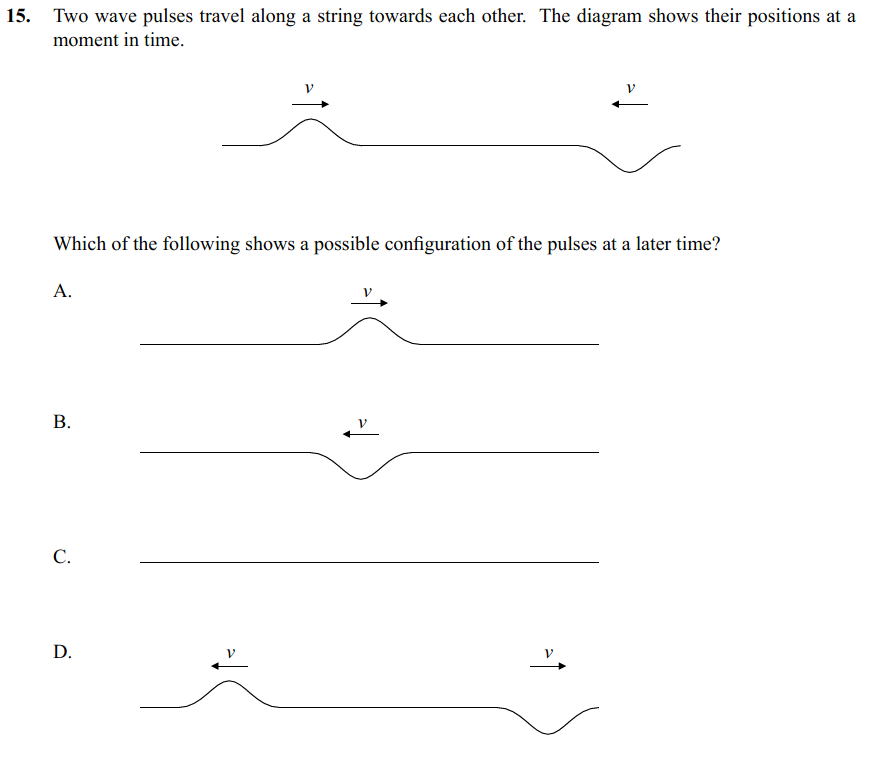 15. Two wave pulses travel along a string towards each other. The diagram shows their positions at a
moment in time.
v v
Which of the following shows a possible configuration of the pulses at a later time?
A. v
B. v
C.
D. v v